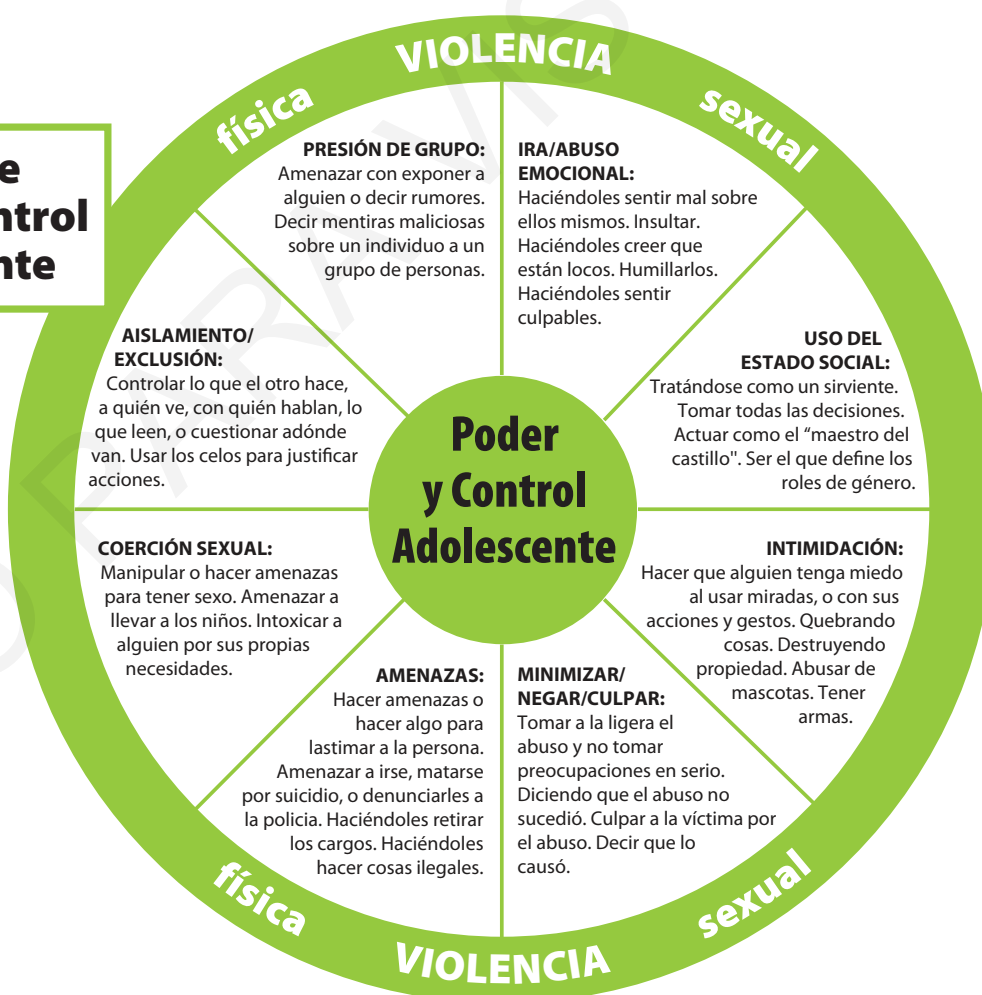 VIOLENCIA
física
sexual
PRESIÓN DE GRUPO:
Amenazar con exponer a
alguien o decir rumores.
Decir mentiras maliciosas
sobre un individuo a un
grupo de personas.
IRA/ABUSO
EMOCIONAL:
Haciéndoles sentir mal sobre
ellos mismos. Insultar.
Haciéndoles creer que
están locos. Humillarlos.
Haciéndoles sentir
culpables.
AISLAMIENTO/
EXCLUSIÓN:
Controlar lo que el otro hace,
a quién ve, con quién hablan, lo
que leen, o cuestionar adónde
van. Usar los celos para justificar
acciones.
USO DEL
ESTADO SOCIAL:
Tratándose como un sirviente.
Tomar todas las decisiones.
Actuar como el “maestro del
castillo". Ser el que define los
roles de género.
Poder
y Control
Adolescente
COERCIÓN SEXUAL:
Manipular o hacer amenazas
para tener sexo. Amenazar a
llevar a los niños. Intoxicar a
alguien por sus propias
necesidades.
INTIMIDACIÓN:
Hacer que alguien tenga miedo
al usar miradas, o con sus
acciones y gestos. Quebrando
cosas. Destruyendo
propiedad. Abusar de
mascotas. Tener
armas.
AMENAZAS:
Hacer amenazas o
hacer algo para
lastimar a la persona.
Amenazar a irse, matarse
por suicidio, o denunciarles a
la policia. Haciéndoles retirar
los cargos. Haciéndoles
hacer cosas ilegales.
MINIMIZAR/
NEGAR/CULPAR:
Tomar a la ligera el
abuso y no tomar
preocupaciones en serio.
Diciendo que el abuso no
sucedió. Culpar a la víctima por
el abuso. Decir que lo
causó.
física
sexual
VIOLENCIA
PARA